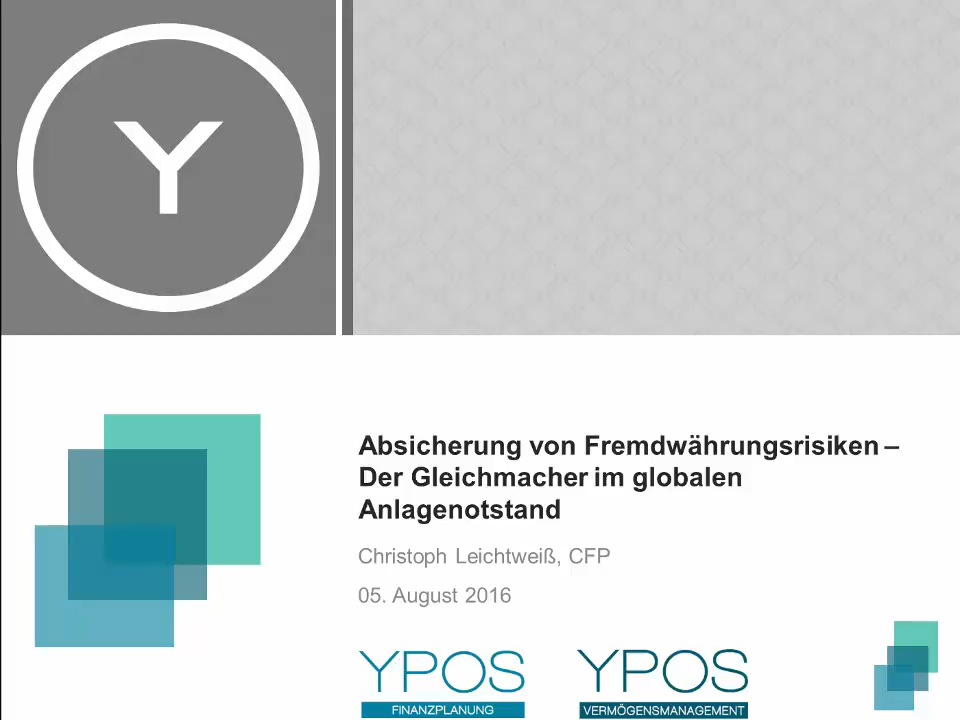 Y
Absicherung von Fremdwährungsrisiken –
Der Gleichmacher im globalen
Anlagenotstand
Christoph Leichtweiß, CFP
05. August 2016
YPOS YPOS
FINANZPLANUNG VERMÖGENSMANAGEMENT